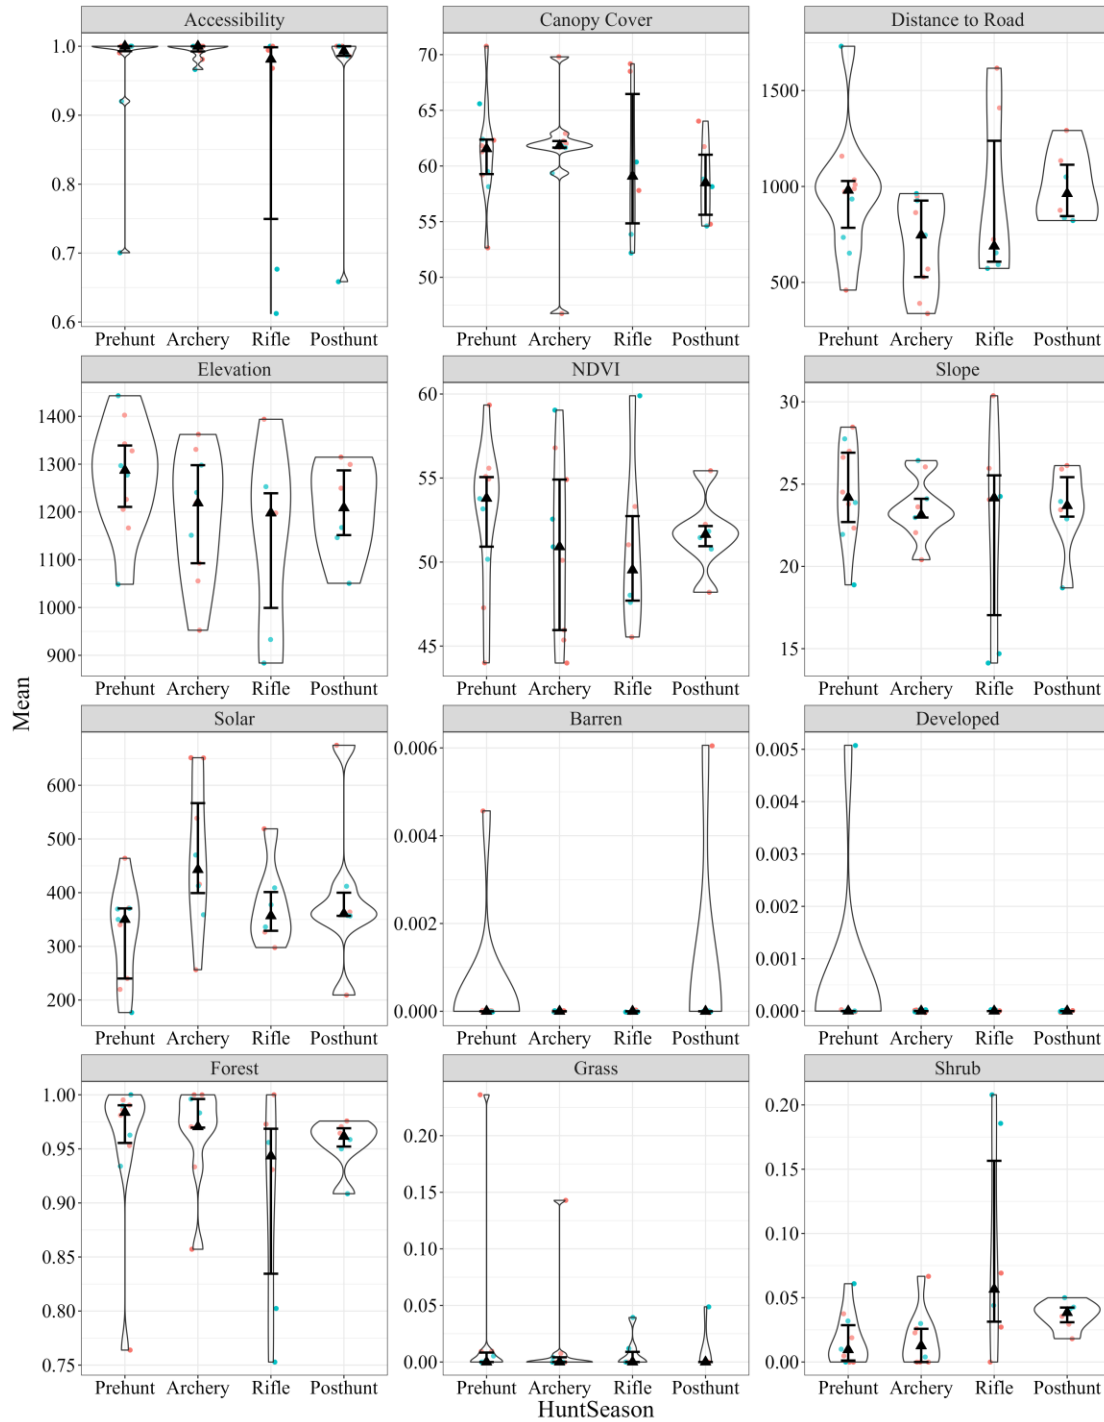 Accessibility Canopy Cover Distance to Road
1.0 70 1500
0.9 65
0.8 60 1000
0.7 55
0.6 50 500
Prehunt Archery Rifle Posthunt Prehunt Archery Rifle Posthunt Prehunt Archery Rifle Posthunt
Elevation NDVI Slope
1400 60 30
1300
1200 55 25
1100 50 20
1000
900 45 15
Prehunt Archery Rifle Posthunt Prehunt Archery Rifle Posthunt Prehunt Archery Rifle Posthunt
Mean
Solar Barren Developed
600 0.006 0.005
500 0.004 0.004
400 0.003
300 0.002 0.002
200 0.001
0.000 0.000
Prehunt Archery Rifle Posthunt Prehunt Archery Rifle Posthunt Prehunt Archery Rifle Posthunt
Forest Grass Shrub
1.00 0.20 0.20
0.95 0.15 0.15
0.90 0.10 0.10
0.85 0.05 0.05
0.80
0.75 0.00 0.00
Prehunt Archery Rifle Posthunt Prehunt Archery Rifle Posthunt Prehunt Archery Rifle Posthunt
HuntSeason